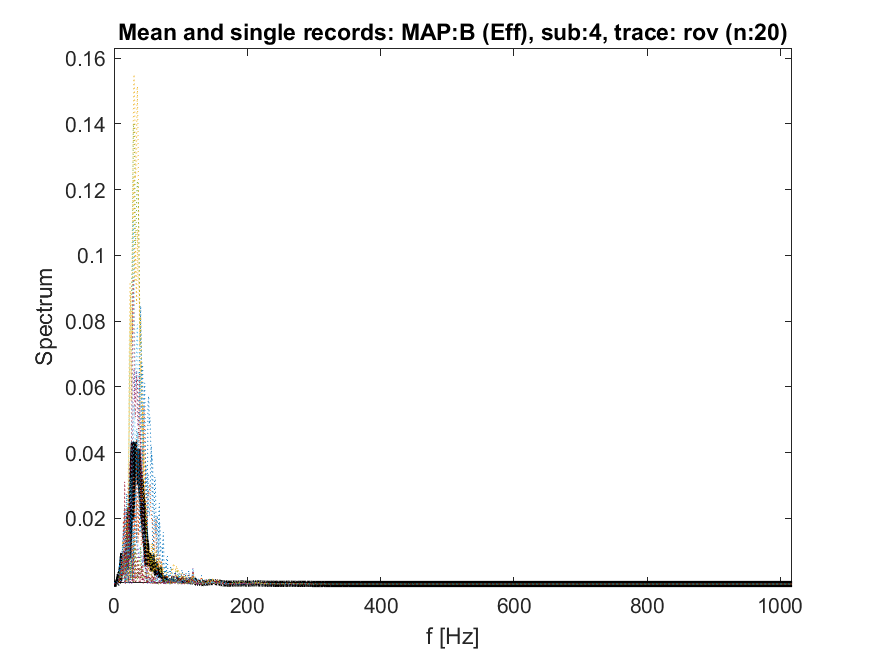 Mean and single records: MAP:B (Eff), sub:4, trace: rov (n:20)
0.16
0.14
0.12
0.1
0.08
0.06
0.04
0.02
Spectrum
0 200 400 600 800 1000
f [Hz]